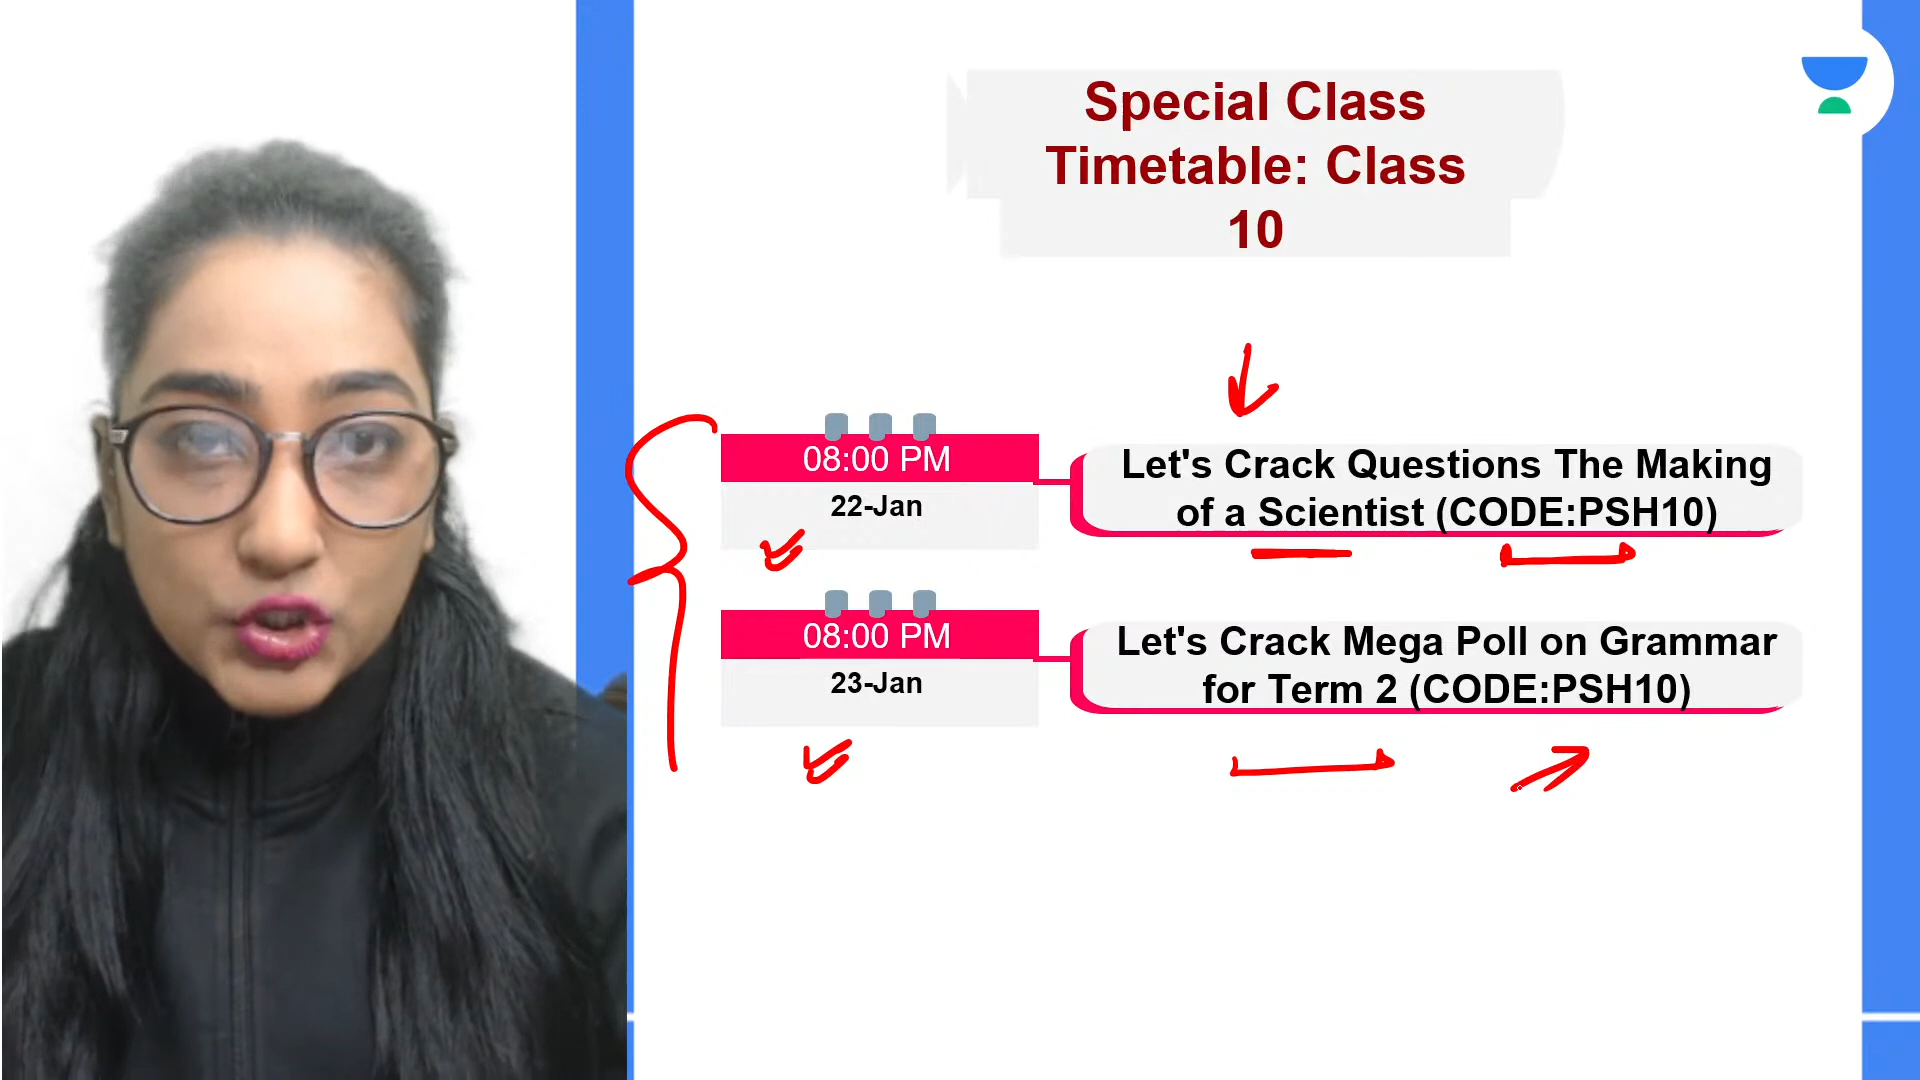 Special Class
Timetable: Class
10
08:00 PM
22-Jan
Let's Crack Questions The Making
of a Scientist (CODE:PSH10)
08:00 PM
23-Jan
Let's Crack Mega Poll on Grammar
for Term 2 (CODE:PSH10)